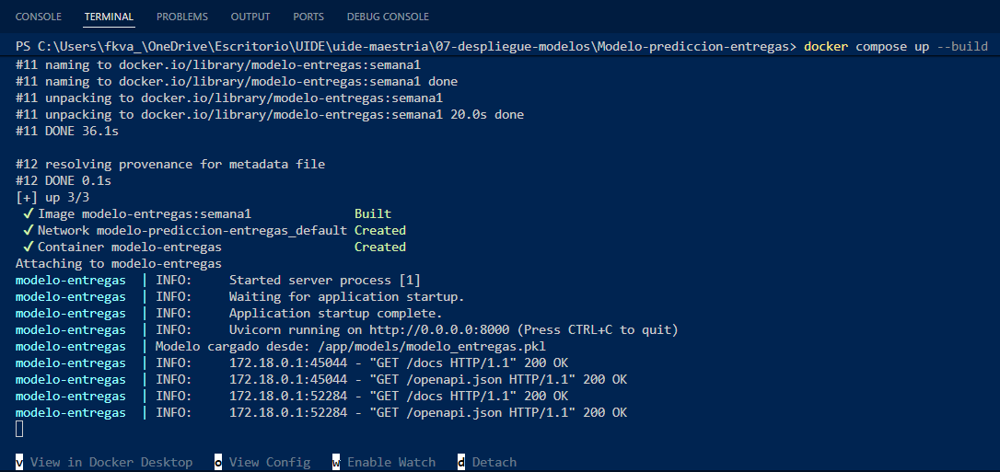 CONSOLE TERMINAL PROBLEMS OUTPUT PORTS DEBUG CONSOLE
PS C:\Users\fkva_\OneDrive\Escritorio\UIDE\uide-maestria\07-despliegue-modelos\Modelo-prediccion-entregas> docker compose up --build
#11 naming to docker.io/library/modelo-entregas:semana1
#11 naming to docker.io/library/modelo-entregas:semana1 done
#11 unpacking to docker.io/library/modelo-entregas:semana1
#11 unpacking to docker.io/library/modelo-entregas:semana1 20.0s done
#11 DONE 36.1s
#12 resolving provenance for metadata file
#12 DONE 0.1s
[+] up 3/3
✔ Image modelo-entregas:semana1 Built
✔ Network modelo-prediccion-entregas_default Created
✔ Container modelo-entregas Created
Attaching to modelo-entregas
modelo-entregas | INFO: Started server process [1]
modelo-entregas | INFO: Waiting for application startup.
modelo-entregas | INFO: Application startup complete.
modelo-entregas | INFO: Uvicorn running on http://0.0.0.0:8000 (Press CTRL+C to quit)
modelo-entregas | Modelo cargado desde: /app/models/modelo_entregas.pkl
modelo-entregas | INFO: 172.18.0.1:45044 - "GET /docs HTTP/1.1" 200 OK
modelo-entregas | INFO: 172.18.0.1:45044 - "GET /openapi.json HTTP/1.1" 200 OK
modelo-entregas | INFO: 172.18.0.1:52284 - "GET /docs HTTP/1.1" 200 OK
modelo-entregas | INFO: 172.18.0.1:52284 - "GET /openapi.json HTTP/1.1" 200 OK
v View in Docker Desktop o View Config w Enable Watch d Detach